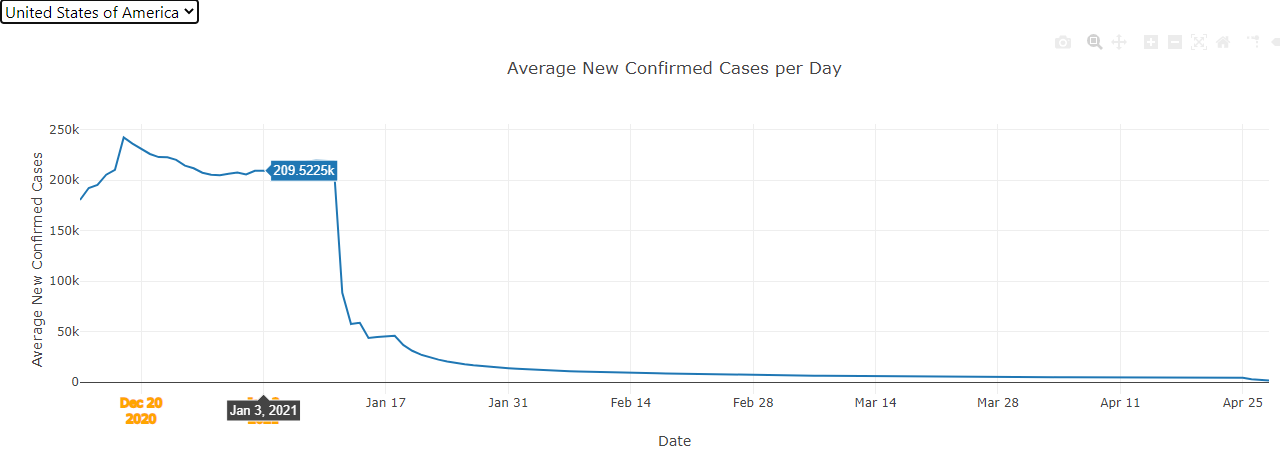 United States of America
Average New Confirmed Cases per Day
250k
200k
150k
100k
50k
0
Average New Confirmed Cases
209.5225k
Dec 20
2020
Jan 3, 2021
Jan 17
Jan 31
Feb 14
Feb 28
Mar 14
Mar 28
Apr 11
Apr 25
Date